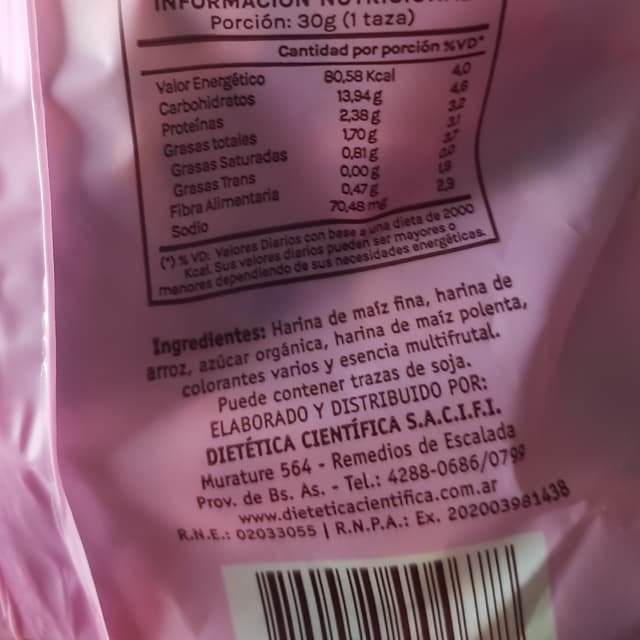 INFORMACIÓN NUTRICIONAL
Porción: 30g (1 taza)
Cantidad por porción %VD*
Valor Energético 80,58 Kcal 4,0
Carbohidratos 13,94 g 4,6
Proteínas 2,38 g 3,2
Grasas totales 1,70 g 3,1
Grasas Saturadas 0,81 g 3,7
Grasas Trans 0,00 g 0,0
Fibra Alimentaria 0,47 g 1,9
Sodio 70,48 mg 2,9
(*) % VD: Valores Diarios con base a una dieta de 2000
Kcal. Sus valores diarios pueden ser mayores o
menores dependiendo de sus necesidades energéticas.
Ingredientes: Harina de maíz fina, harina de
arroz, azúcar orgánica, harina de maíz polenta,
colorantes varios y esencia multifrutal.
Puede contener trazas de soja.
ELABORADO Y DISTRIBUIDO POR:
DIETÉTICA CIENTÍFICA S.A.C.I.F.I.
Murature 564 - Remedios de Escalada
Prov. de Bs. As. - Tel.: 4288-0686/0799
www.dieteticacientifica.com.ar
R.N.E.: 02033055 | R.N.P.A.: Ex. 202003981438